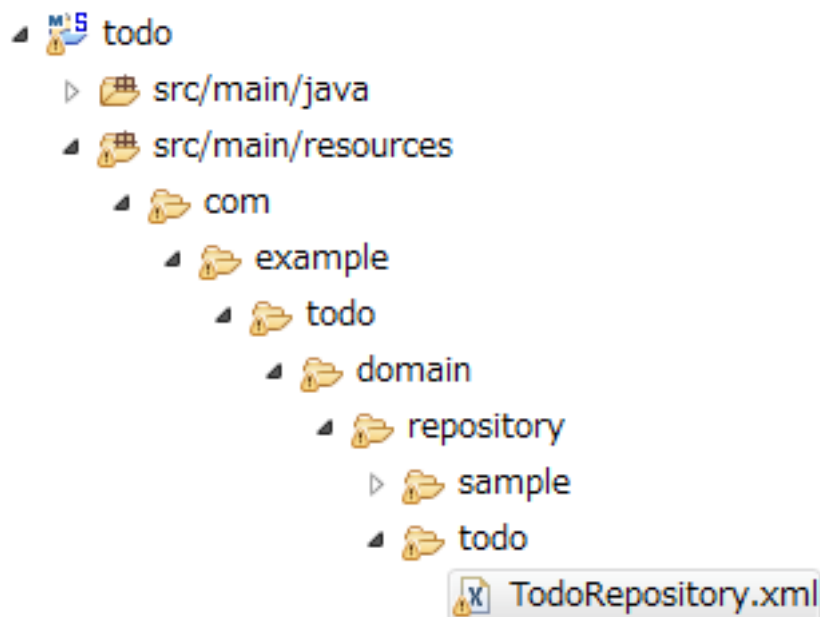 todo
src/main/java
src/main/resources
com
example
todo
domain
repository
sample
todo
TodoRepository.xml